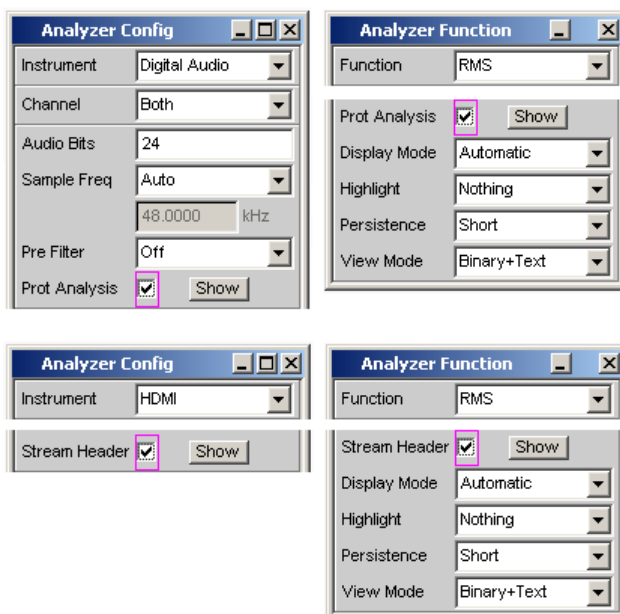 Analyzer Config
Instrument Digital Audio
Channel Both
Audio Bits 24
Sample Freq Auto
48.0000 kHz
Pre Filter Off
Prot Analysis Show
Analyzer Function
Function RMS
Prot Analysis Show
Display Mode Automatic
Highlight Nothing
Persistence Short
View Mode Binary+Text
Analyzer Config
Instrument HDMI
Stream Header Show
Analyzer Function
Function RMS
Stream Header Show
Display Mode Automatic
Highlight Nothing
Persistence Short
View Mode Binary+Text